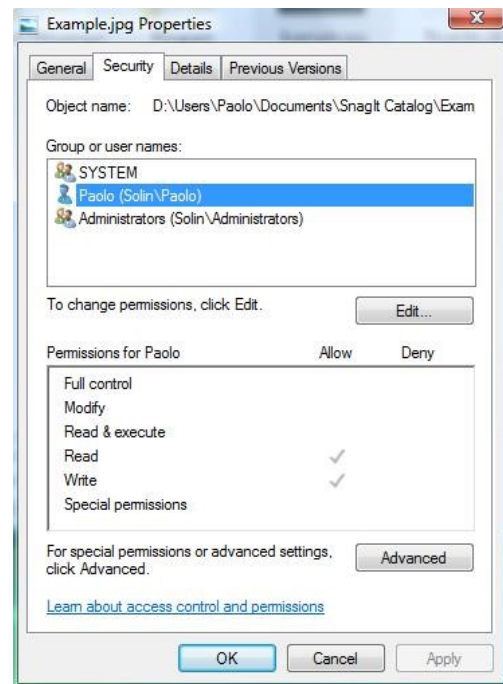 Example.jpg Properties
General Security Details Previous Versions
Object name: D:\Users\Paolo\Documents\SnagIt Catalog\Exam
Group or user names:
SYSTEM
Paolo (Solin\Paolo)
Administrators (Solin\Administrators)
To change permissions, click Edit.
Edit...
Permissions for Paolo Allow Deny
Full control
Modify
Read & execute
Read
Write
Special permissions
For special permissions or advanced settings,
click Advanced.
Advanced
Learn about access control and permissions
OK Cancel Apply